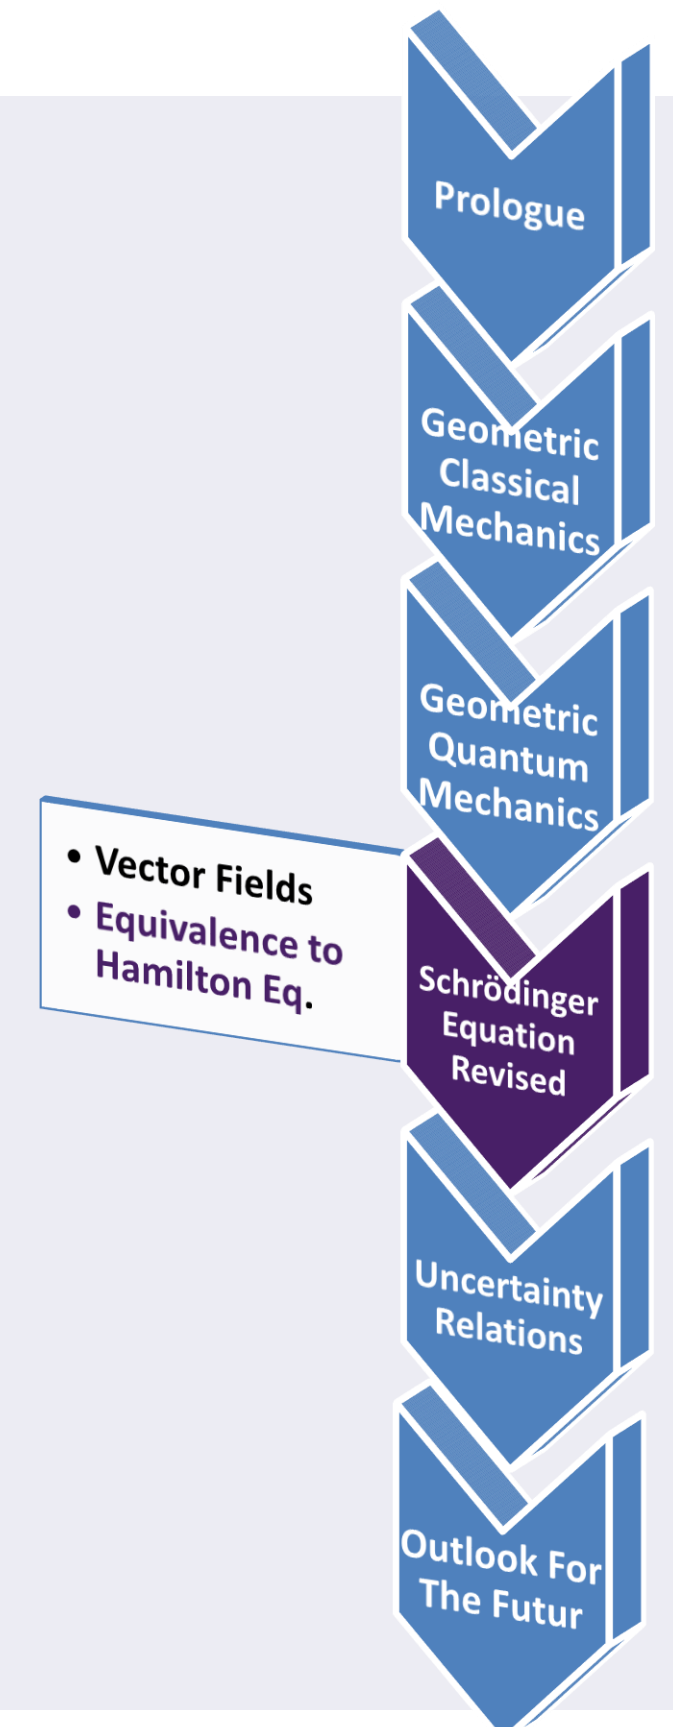 Prologue
Geometric
Classical
Mechanics
Geometric
Quantum
Mechanics
• Vector Fields
• Equivalence to
Hamilton Eq.
Schrödinger
Equation
Revised
Uncertainty
Relations
Outlook For
The Futur